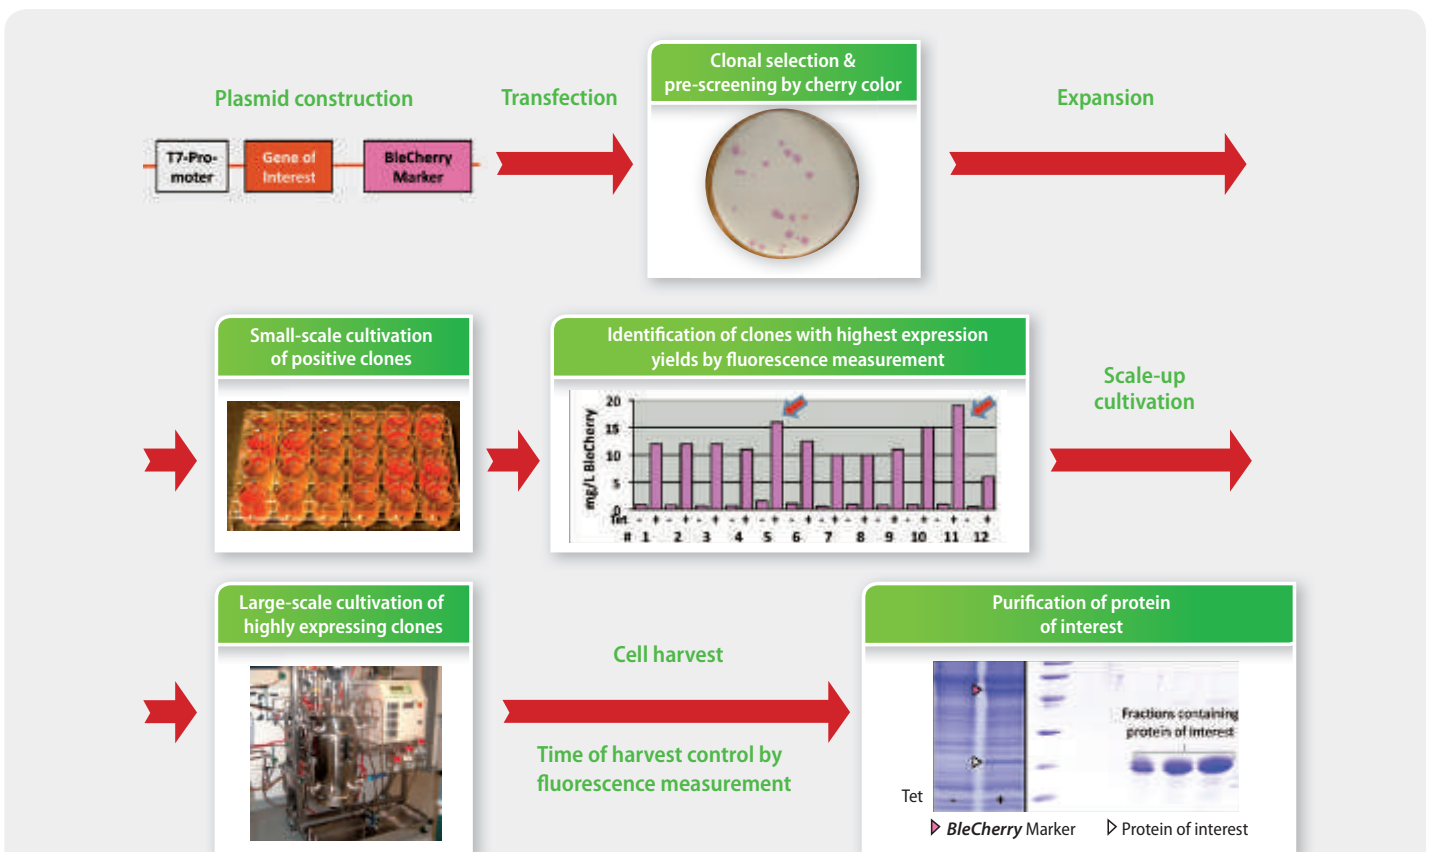 Plasmid construction
T7-Pro-
moter
Gene of
Interest
BleCherry
Marker
Transfection
Clonal selection &
pre-screening by cherry color
Expansion
Small-scale cultivation
of positive clones
Identification of clones with highest expression
yields by fluorescence measurement
mg/L BleCherry
20
15
10
5
0
Tet - + - + - + - + - + - + - + - + - + - + - + - +
# 1 2 3 4 5 6 7 8 9 10 11 12
Scale-up
cultivation
Large-scale cultivation of
highly expressing clones
Cell harvest
Time of harvest control by
fluorescence measurement
Purification of protein
of interest
Fractions containing
protein of interest
Tet - +
BleCherry Marker
Protein of interest